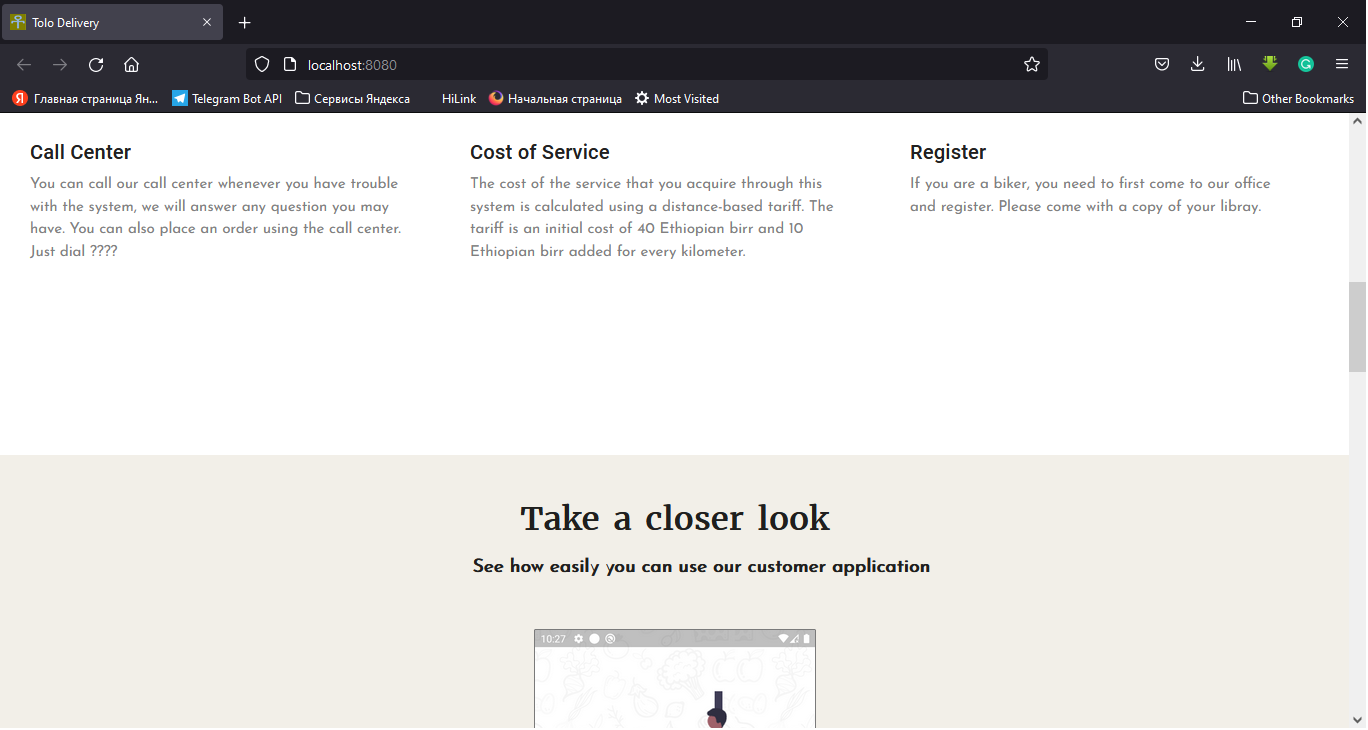 Tolo Delivery
localhost:8080
Главная страница Ян...
Telegram Bot API
Сервисы Яндекса
HiLink
Начальная страница
Most Visited
Other Bookmarks
Call Center
You can call our call center whenever you have trouble
with the system, we will answer any question you may
have. You can also place an order using the call center.
Just dial ????
Cost of Service
The cost of the service that you acquire through this
system is calculated using a distance-based tariff. The
tariff is an initial cost of 40 Ethiopian birr and 10
Ethiopian birr added for every kilometer.
Register
If you are a biker, you need to first come to our office
and register. Please come with a copy of your libray.
Take a closer look
See how easily you can use our customer application
10:27